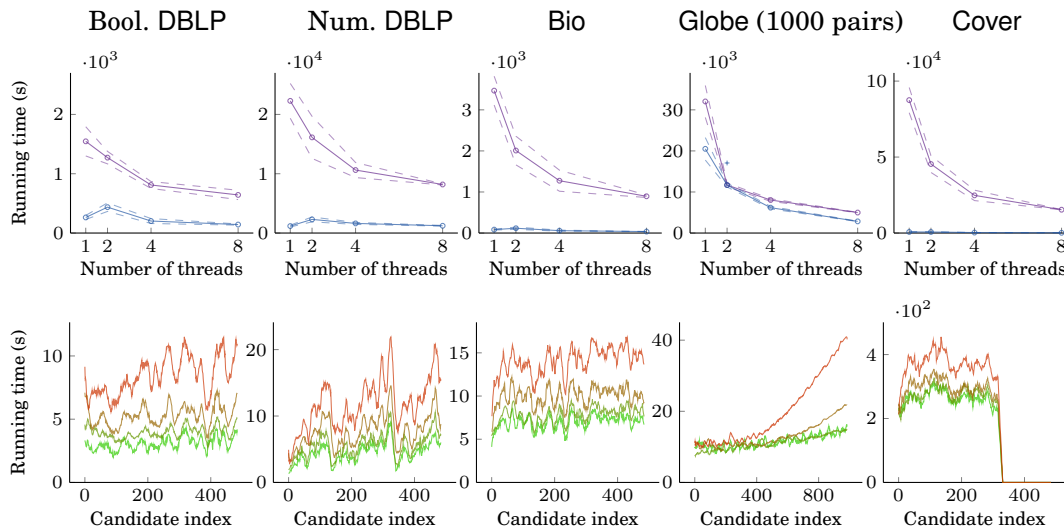 Bool. DBLP Num. DBLP Bio Globe (1000 pairs) Cover
·10³ ·10⁴ ·10³ ·10⁴
Running time (s)
2
1
0
1 2 4 8
Number of threads
2
1
0
1 2 4 8
Number of threads
3
2
1
0
1 2 4 8
Number of threads
30
20
10
0
1 2 4 8
Number of threads
10
5
0
1 2 4 8
Number of threads
Running time (s)
10
5
0
0 200 400
Candidate index
20
10
0
0 200 400
Candidate index
15
10
5
0
0 200 400
Candidate index
40
20
0
0 400 800
Candidate index
·10²
4
2
0
0 200 400
Candidate index